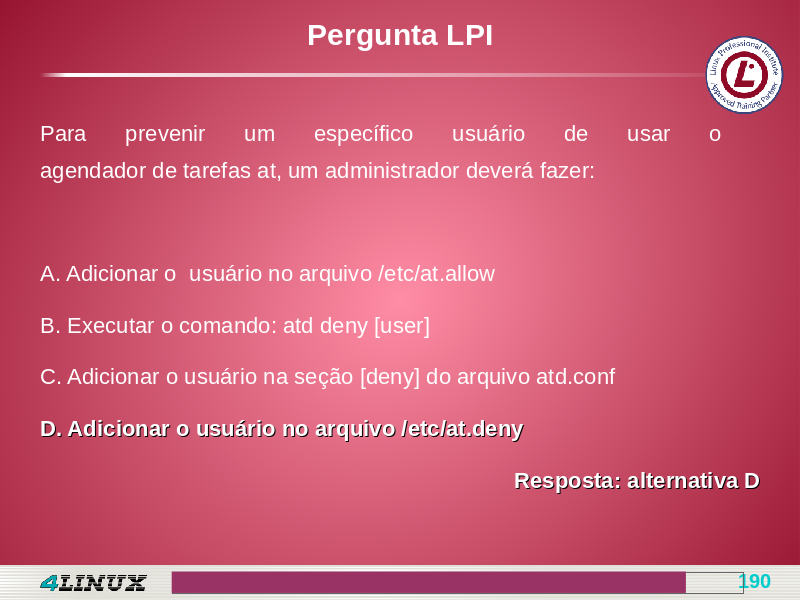 Pergunta LPI
Linux Professional Institute
Approved Training Partner
Para prevenir um específico usuário de usar o
agendador de tarefas at, um administrador deverá fazer:
A. Adicionar o  usuário no arquivo /etc/at.allow
B. Executar o comando: atd deny [user]
C. Adicionar o usuário na seção [deny] do arquivo atd.conf
D. Adicionar o usuário no arquivo /etc/at.deny
Resposta: alternativa D
4LINUX
190